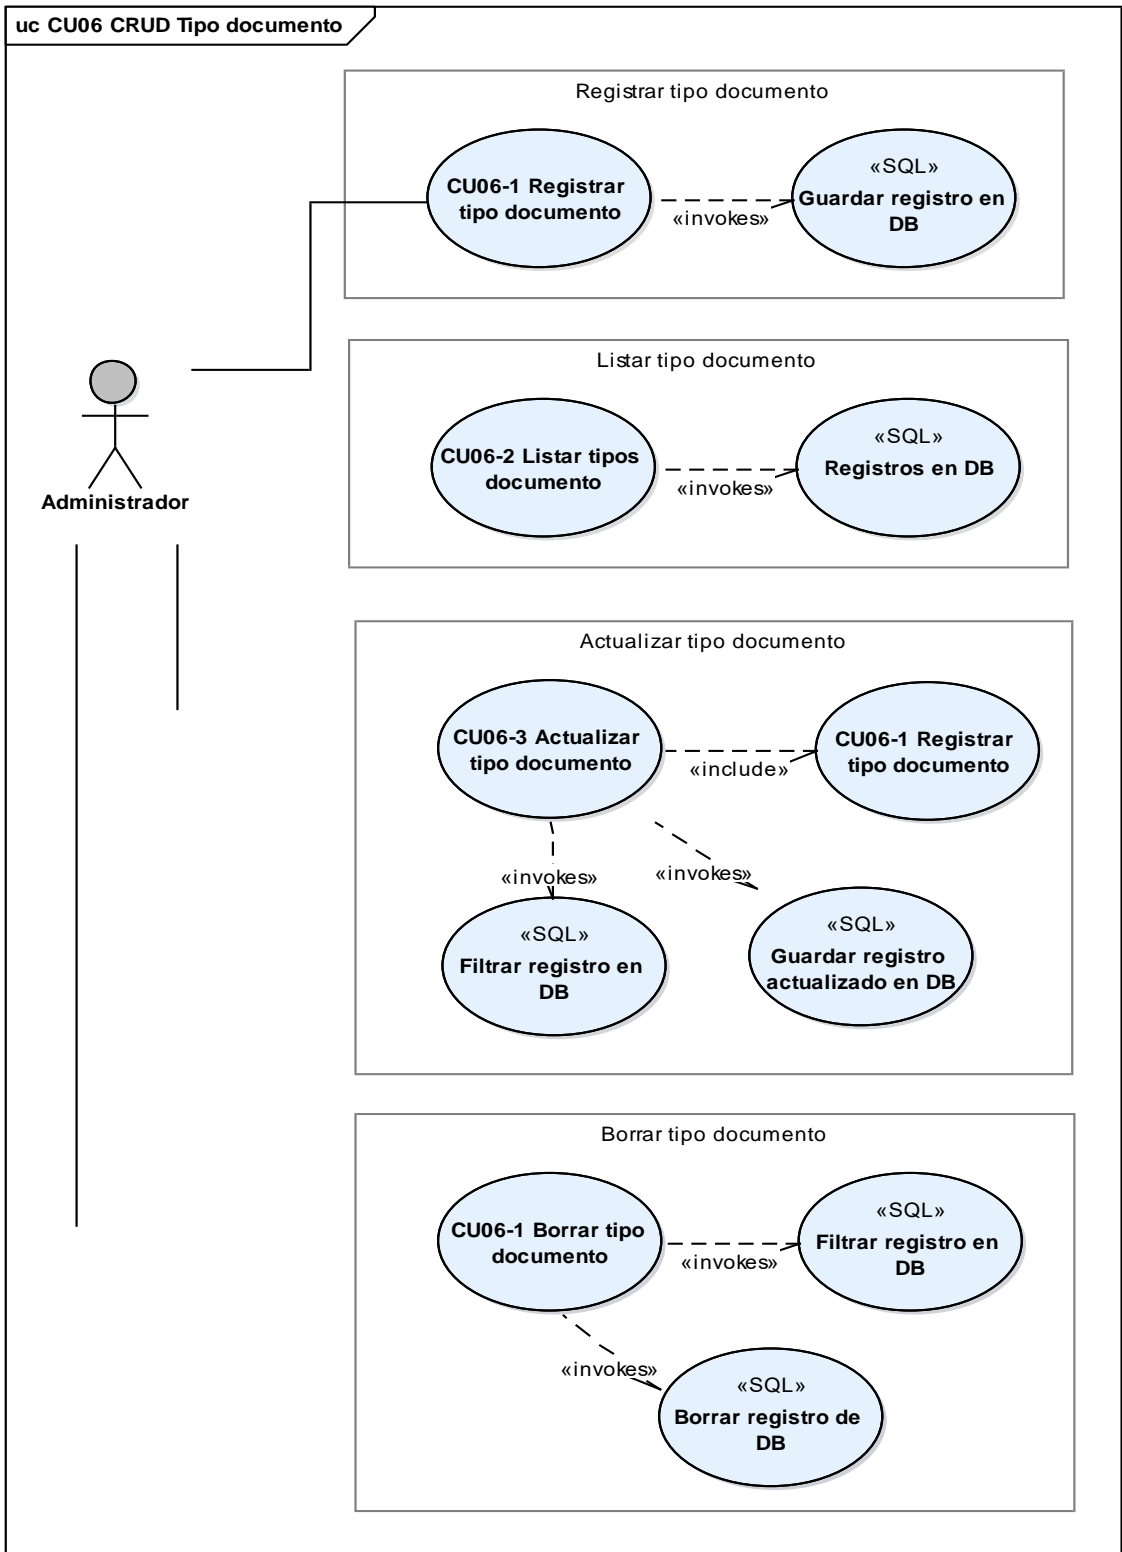 uc CU06 CRUD Tipo documento
Registrar tipo documento
CU06-1 Registrar
tipo documento
«invokes»
«SQL»
Guardar registro en
DB
Administrador
Listar tipo documento
CU06-2 Listar tipos
documento
«invokes»
«SQL»
Registros en DB
Actualizar tipo documento
CU06-3 Actualizar
tipo documento
«include»
CU06-1 Registrar
tipo documento
«invokes»
«invokes»
«SQL»
Filtrar registro en
DB
«SQL»
Guardar registro
actualizado en DB
Borrar tipo documento
CU06-1 Borrar tipo
documento
«invokes»
«SQL»
Filtrar registro en
DB
«invokes»
«SQL»
Borrar registro de
DB